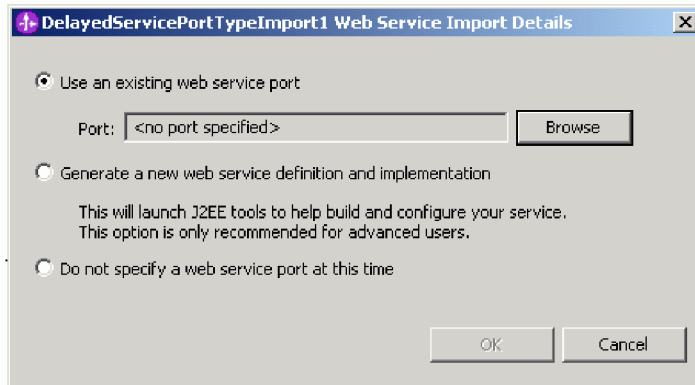 DelayedServicePortTypeImport1 Web Service Import Details
Use an existing web service port
Port: <no port specified> Browse
Generate a new web service definition and implementation
This will launch J2EE tools to help build and configure your service.
This option is only recommended for advanced users.
Do not specify a web service port at this time
OK Cancel